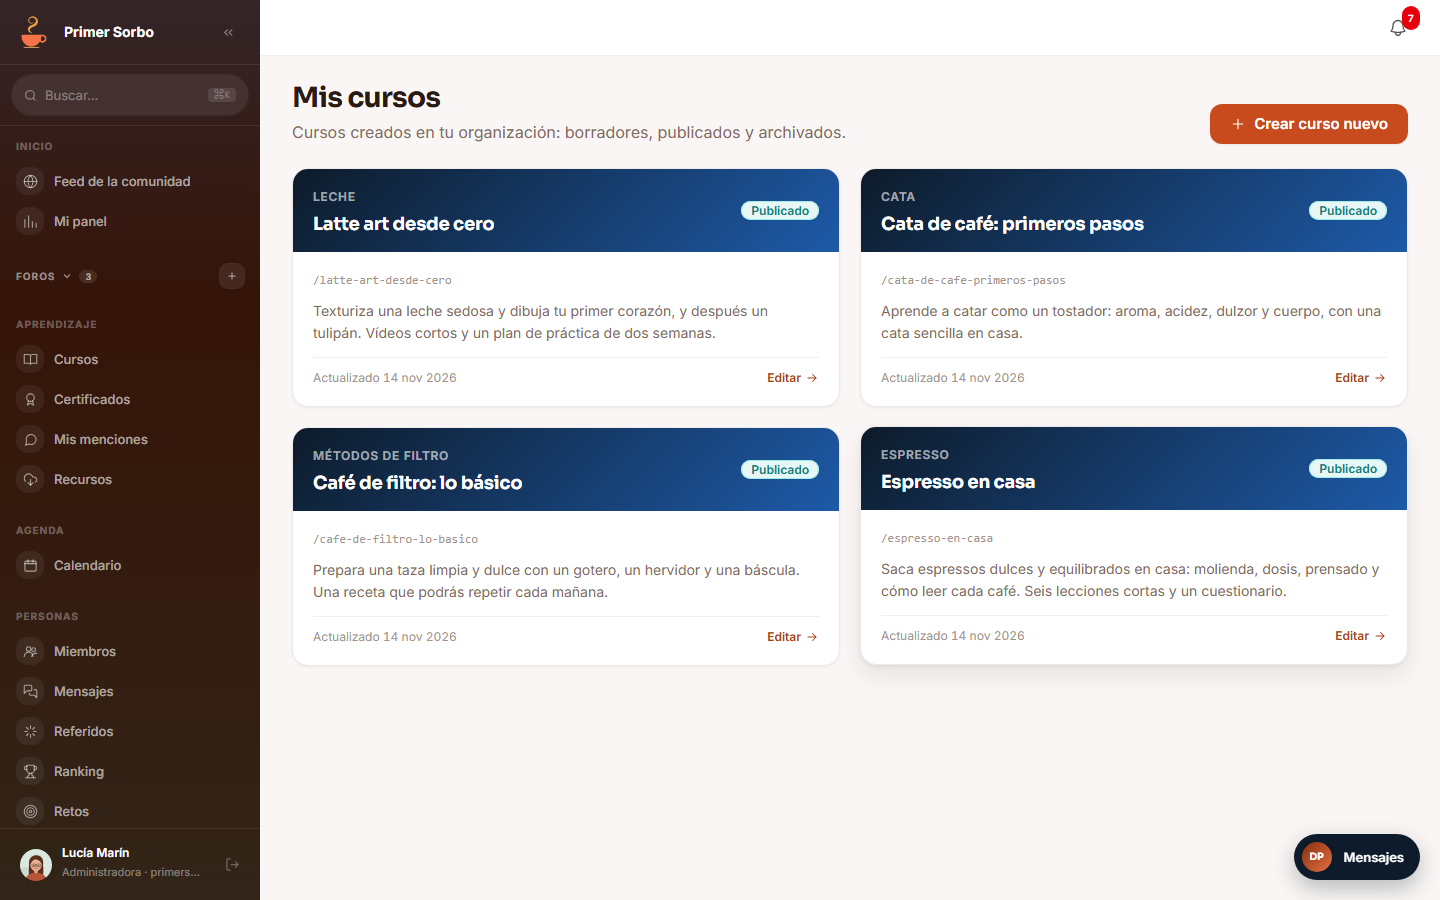 Primer Sorbo
Buscar...
⌘K
INICIO
Feed de la comunidad
Mi panel
FOROS
3
APRENDIZAJE
Cursos
Certificados
Mis menciones
Recursos
AGENDA
Calendario
PERSONAS
Miembros
Mensajes
Referidos
Ranking
Retos
Lucía Marín
Administradora · primers...
7
Mis cursos
Cursos creados en tu organización: borradores, publicados y archivados.
Crear curso nuevo
LECHE
Latte art desde cero
Publicado
/latte-art-desde-cero
Texturiza una leche sedosa y dibuja tu primer corazón, y después un
tulipán. Vídeos cortos y un plan de práctica de dos semanas.
Actualizado 14 nov 2026
Editar →
CATA
Cata de café: primeros pasos
Publicado
/cata-de-cafe-primeros-pasos
Aprende a catar como un tostador: aroma, acidez, dulzor y cuerpo, con una
cata sencilla en casa.
Actualizado 14 nov 2026
Editar →
MÉTODOS DE FILTRO
Café de filtro: lo básico
Publicado
/cafe-de-filtro-lo-basico
Prepara una taza limpia y dulce con un gotero, un hervidor y una báscula.
Una receta que podrás repetir cada mañana.
Actualizado 14 nov 2026
Editar →
ESPRESSO
Espresso en casa
Publicado
/espresso-en-casa
Saca espressos dulces y equilibrados en casa: molienda, dosis, prensado y
cómo leer cada café. Seis lecciones cortas y un cuestionario.
Actualizado 14 nov 2026
Editar →
DP
Mensajes